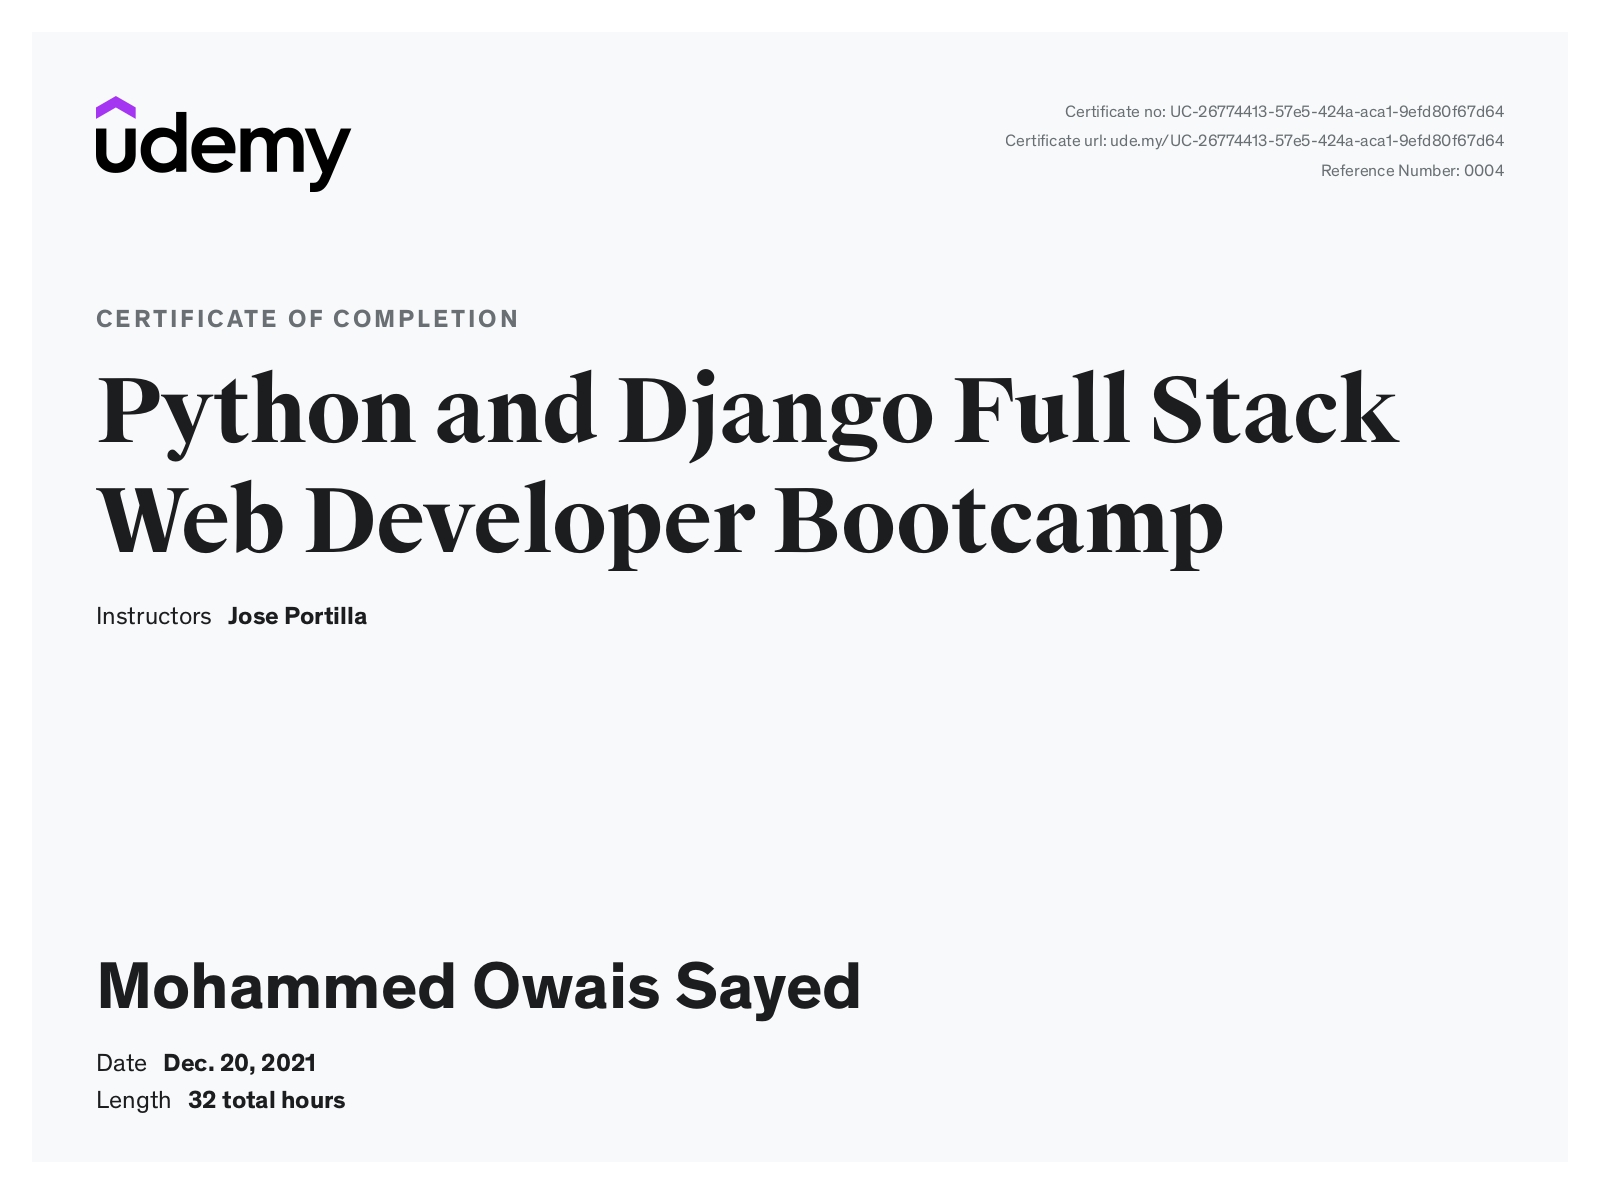 udemy
Certificate no: UC-26774413-57e5-424a-aca1-9efd80f67d64
Certificate url: ude.my/UC-26774413-57e5-424a-aca1-9efd80f67d64
Reference Number: 0004
CERTIFICATE OF COMPLETION
Python and Django Full Stack
Web Developer Bootcamp
Instructors Jose Portilla
Mohammed Owais Sayed
Date Dec. 20, 2021
Length 32 total hours